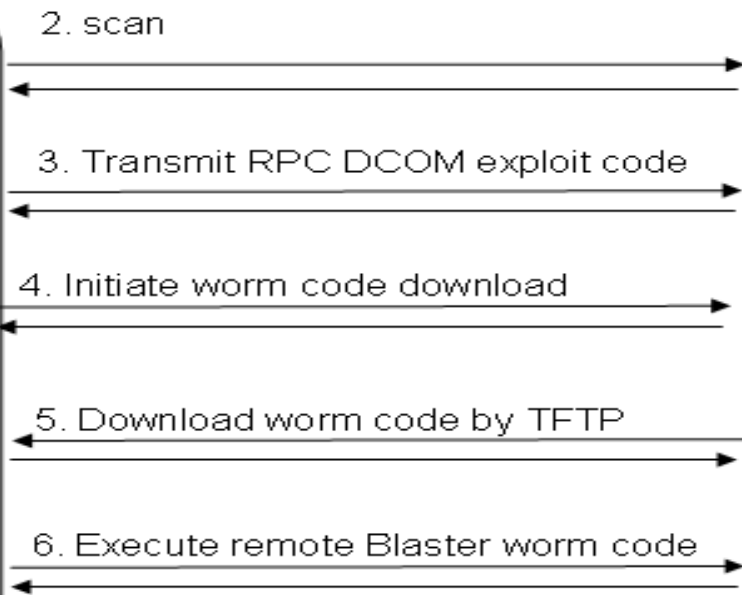 2. scan
3. Transmit RPC DCOM exploit code
4. Initiate worm code download
5. Download worm code by TFTP
6. Execute remote Blaster worm code